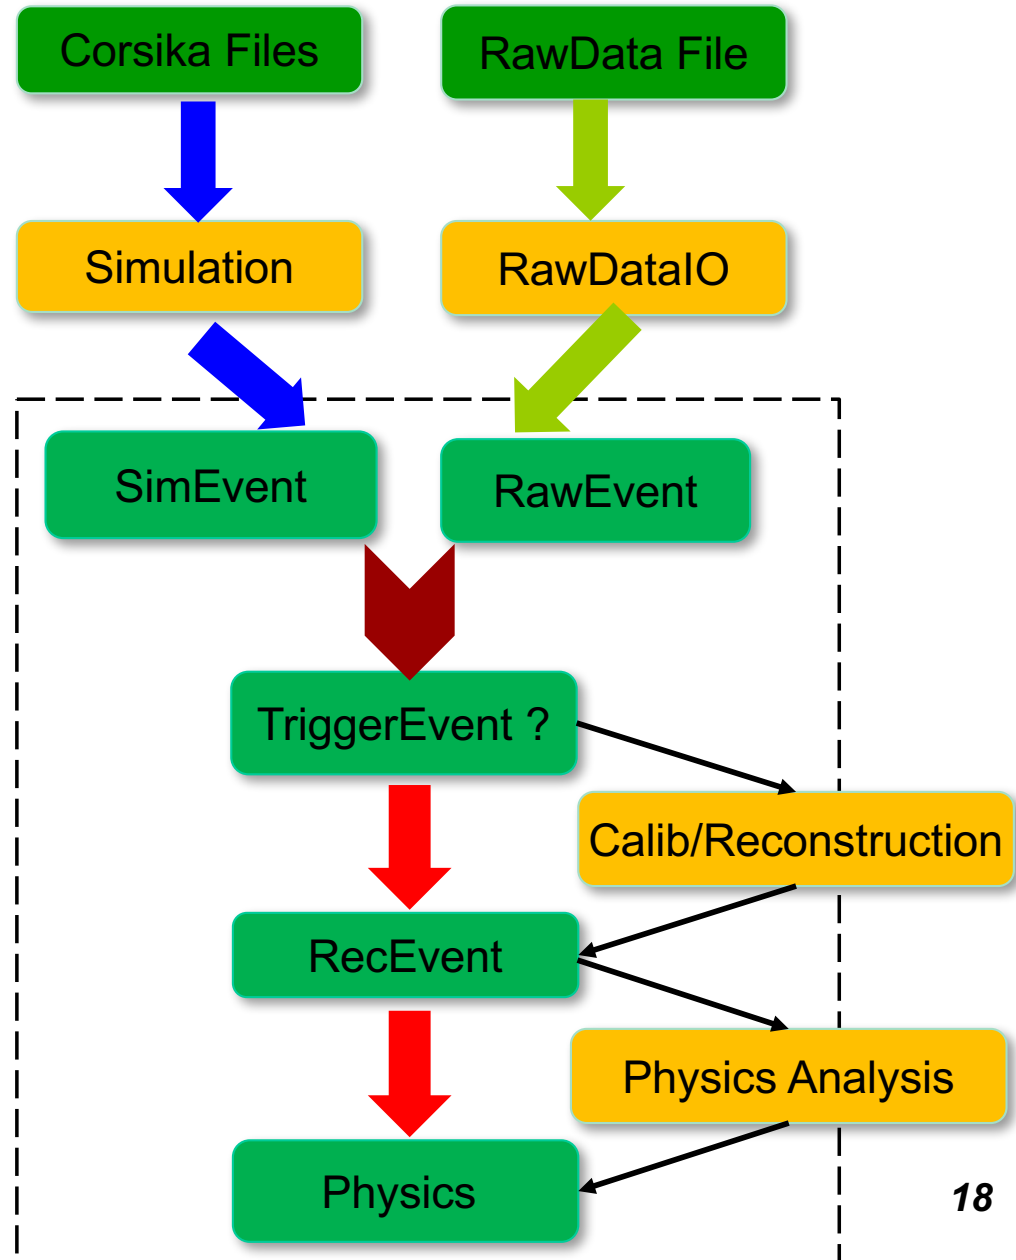 Corsika Files
RawData File
Simulation
RawDataIO
SimEvent
RawEvent
TriggerEvent ?
Calib/Reconstruction
RecEvent
Physics Analysis
Physics
18